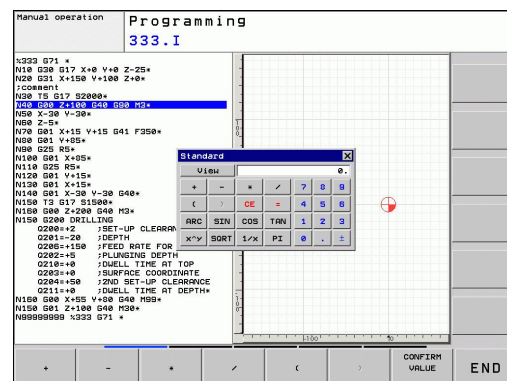 Manual operation
Programming
333.I
%333 G71 *
N10 G30 G17 X+0 Y+0 Z-25*
N20 G31 X+150 Y+100 Z+0*
;comment
N30 T5 G17 S2000*
N40 G00 Z+100 G40 G90 M3*
N50 X-30 Y-30*
N60 Z-5*
N70 G01 X+15 Y+15 G41 F350*
N80 G01 Y+85*
N90 G25 R5*
N100 G01 X+85*
N110 G25 R5*
N120 G01 Y+15*
N130 G01 X+15*
N140 G01 X-30 Y-30 G40*
N150 T3 G17 S1500*
N160 G00 Z+200 G40 M3*
N150 G200 DRILLING
Q200=+2 ;SET-UP CLEARAN
Q201=-20 ;DEPTH
Q206=+150 ;FEED RATE FOR
Q202=+5 ;PLUNGING DEPTH
Q210=+0 ;DWELL TIME AT TOP
Q203=+0 ;SURFACE COORDINATE
Q204=+50 ;2ND SET-UP CLEARANCE
Q211=+0 ;DWELL TIME AT DEPTH*
N160 G00 X+55 Y+80 G40 M99*
N150 G01 Z+100 G40 M30*
N99999999 %333 G71 *
Standard X
View 0.
+ - * / 7 8 9
( ) CE = 4 5 6
ARC SIN COS TAN 1 2 3
x^y SQRT 1/x PI 0 . ±
+ - * / ( ) CONFIRM VALUE END